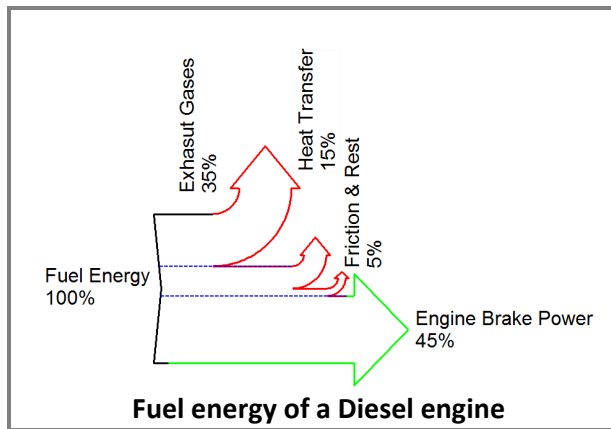 Exhasut Gases
35%
Heat Transfer
15%
Friction & Rest
5%
Fuel Energy
100%
Engine Brake Power
45%
Fuel energy of a Diesel engine